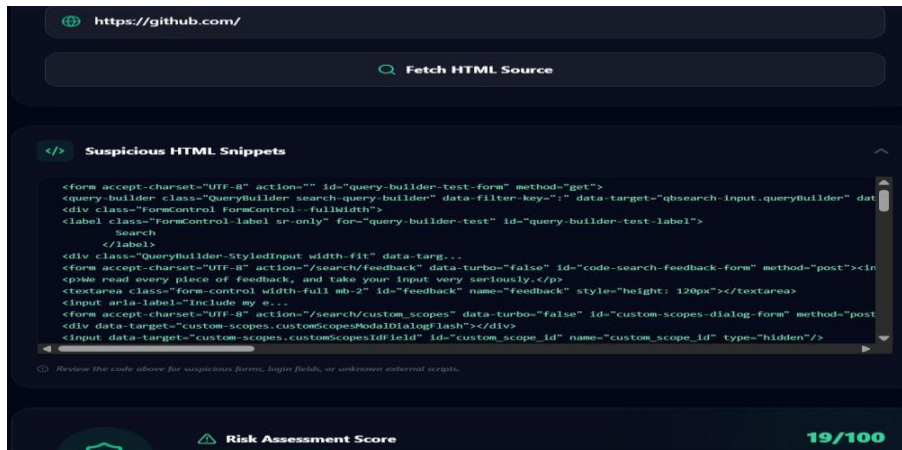 https://github.com/
Fetch HTML Source
</> Suspicious HTML Snippets
<form accept-charset="UTF-8" action="" id="query-builder-test-form" method="get">
<query-builder class="QueryBuilder search-query-builder" data-filter-key=":" data-target="qbsearch-input.queryBuilder" dat
<div class="FormControl FormControl--fullWidth">
<label class="FormControl-label sr-only" for="query-builder-test" id="query-builder-test-label">
Search
</label>
<div class="QueryBuilder-StyledInput width-fit" data-targ...
<form accept-charset="UTF-8" action="/search/feedback" data-turbo="false" id="code-search-feedback-form" method="post"><in
<p>We read every piece of feedback, and take your input very seriously.</p>
<textarea class="form-control width-full mb-2" id="feedback" name="feedback" style="height: 120px"></textarea>
<input aria-label="Include my e...
<form accept-charset="UTF-8" action="/search/custom_scopes" data-turbo="false" id="custom-scopes-dialog-form" method="post
<div data-target="custom-scopes.customScopesModalDialogFlash"></div>
<input data-target="custom-scopes.customScopesIdField" id="custom_scope_id" name="custom_scope_id" type="hidden"/>
Review the code above for suspicious forms, login fields, or unknown external scripts.
Risk Assessment Score
19/100